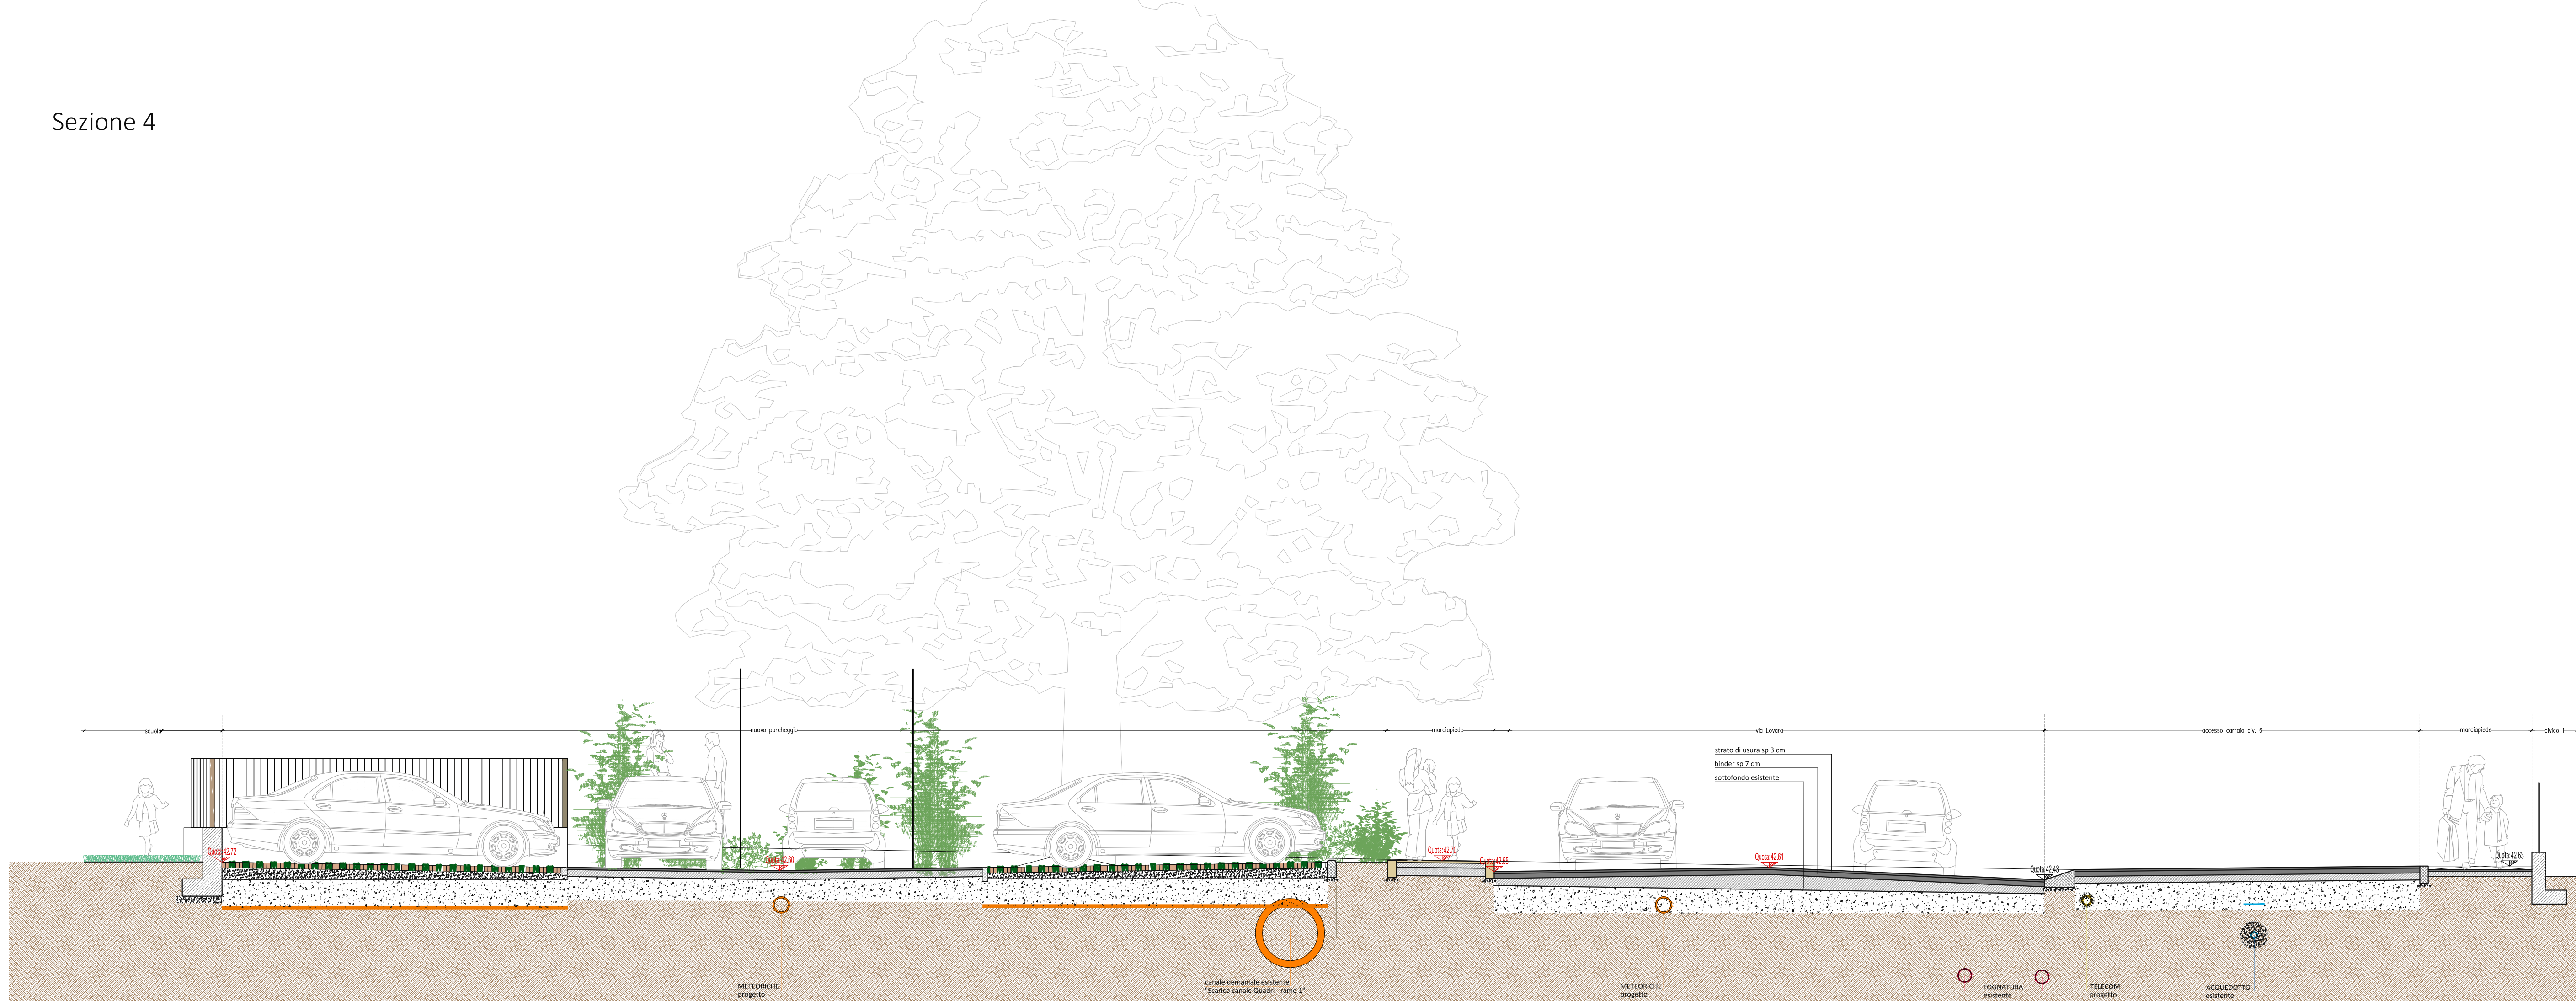 Sezione 4
scuola
nuovo parcheggio
marciapiede
via Lovara
accesso carraio civ. 6
marciapiede
civico 1
strato di usura sp 3 cm
binder sp 7 cm
sottofondo esistente
Quota:42,72
Quota:42,60
Quota:42,70
Quota:42,55
Quota:42,61
Quota:42,43
Quota:42,63
METEORICHE
progetto
canale demaniale esistente
"Scarico canale Quadri - ramo 1"
METEORICHE
progetto
FOGNATURA
esistente
TELECOM
progetto
ACQUEDOTTO
esistente